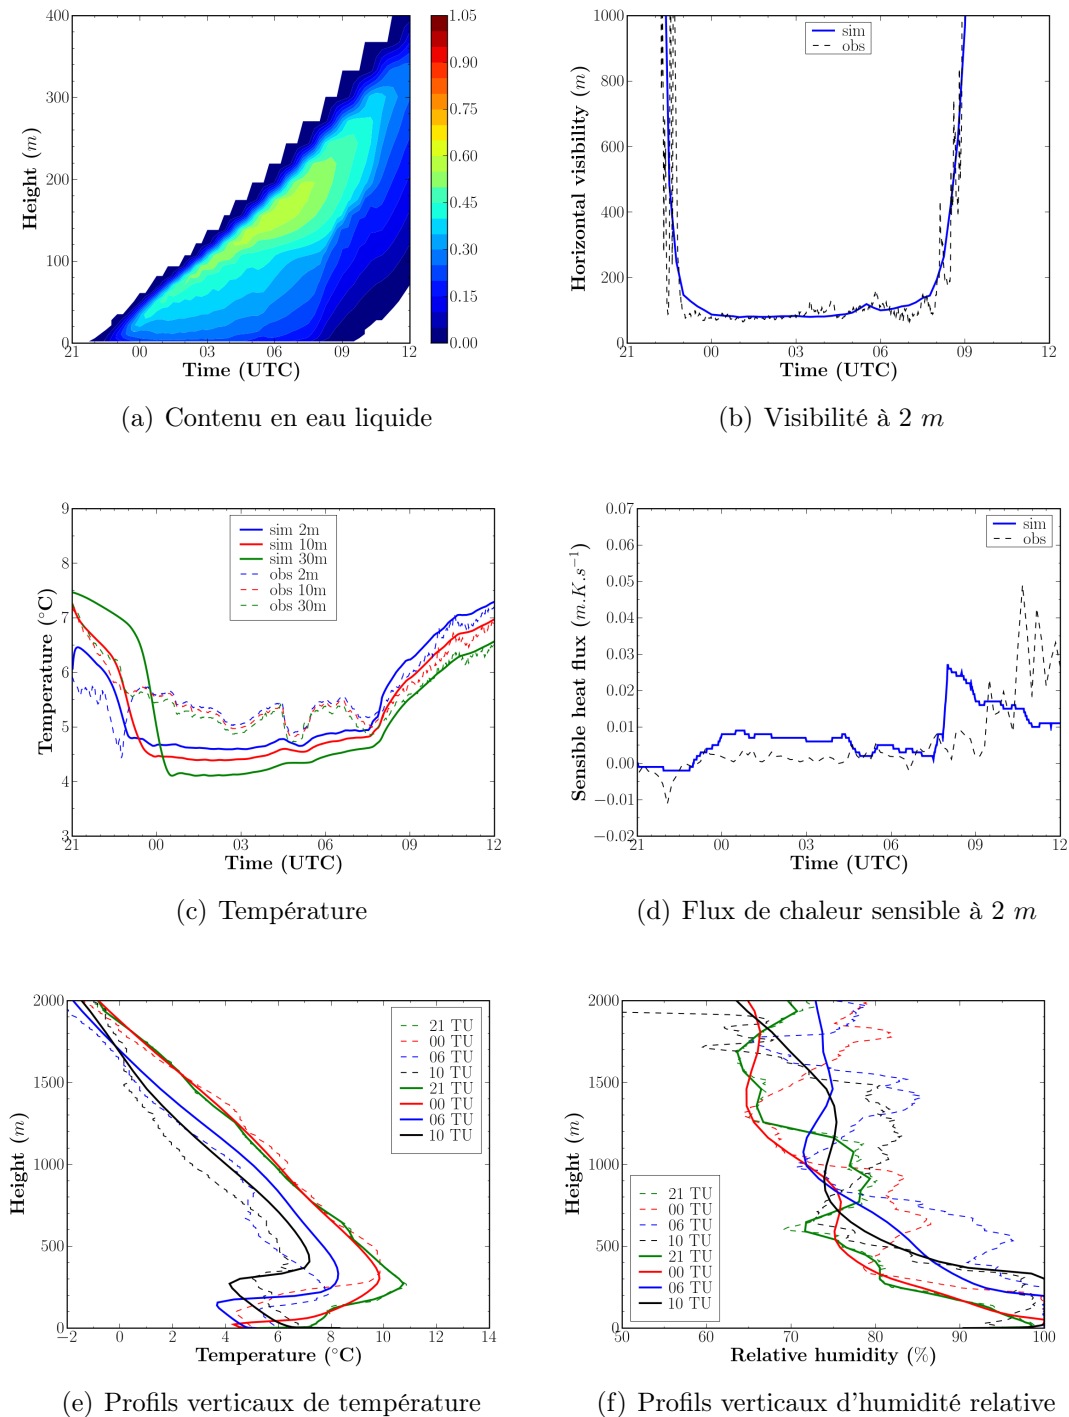 400
300
200
100
0
Height (m)
21 00 03 06 09 12
Time (UTC)
1.05
0.90
0.75
0.60
0.45
0.30
0.15
0.00
(a) Contenu en eau liquide
1000
800
600
400
200
0
Horizontal visibility (m)
sim
obs
21 00 03 06 09 12
Time (UTC)
(b) Visibilité à 2 m
9
8
7
6
5
4
3
Temperature (°C)
sim 2m
sim 10m
sim 30m
obs 2m
obs 10m
obs 30m
21 00 03 06 09 12
Time (UTC)
(c) Température
0.07
0.06
0.05
0.04
0.03
0.02
0.01
0.00
−0.01
−0.02
Sensible heat flux (m.K.s⁻¹)
sim
obs
21 00 03 06 09 12
Time (UTC)
(d) Flux de chaleur sensible à 2 m
2000
1500
1000
500
0
Height (m)
21 TU
00 TU
06 TU
10 TU
21 TU
00 TU
06 TU
10 TU
−2 0 2 4 6 8 10 12 14
Temperature (°C)
(e) Profils verticaux de température
2000
1500
1000
500
0
Height (m)
21 TU
00 TU
06 TU
10 TU
21 TU
00 TU
06 TU
10 TU
50 60 70 80 90 100
Relative humidity (%)
(f) Profils verticaux d'humidité relative